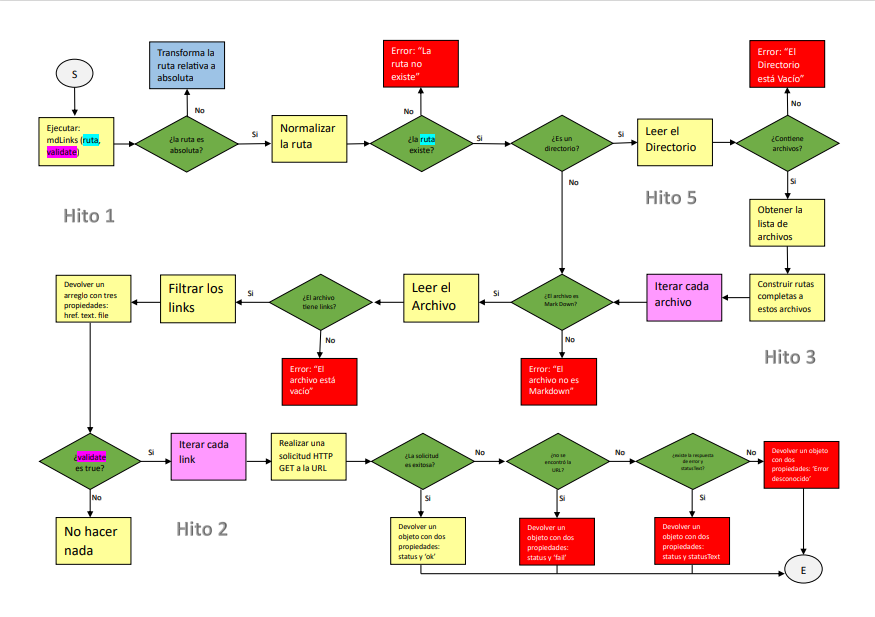 S
Transforma la
ruta relativa a
absoluta
Error: “La
ruta no
existe”
Error: “El
Directorio
está Vacío”
No
No
No
Ejecutar:
mdLinks (ruta,
validate)
¿la ruta es
absoluta?
Si
Normalizar
la ruta
¿la ruta
existe?
Si
¿Es un
directorio?
Si
Leer el
Directorio
¿Contiene
archivos?
No
Si
Hito 1
Hito 5
Obtener la
lista de
archivos
Devolver un
arreglo con tres
propiedades:
href. text. file
Filtrar los
links
Si
¿El archivo
tiene links?
Leer el
Archivo
Si
¿El archivo es
Mark Down?
Iterar cada
archivo
Construir rutas
completas a
estos archivos
No
No
Hito 3
Error: “El
archivo está
vacío”
Error: “El
archivo no es
Markdown”
¿validate
es true?
Si
Iterar cada
link
Realizar una
solicitud HTTP
GET a la URL
¿La solicitud
es exitosa?
No
¿no se
encontró la
URL?
No
¿existe la respuesta
de error y
statusText?
No
Devolver un objeto
con dos
propiedades: ‘Error
desconocido’
No
Si
Si
Si
No hacer
nada
Hito 2
Devolver un
objeto con dos
propiedades:
status y ‘ok’
Devolver un
objeto con dos
propiedades:
status y ‘fail’
Devolver un
objeto con dos
propiedades:
status y statusText
E